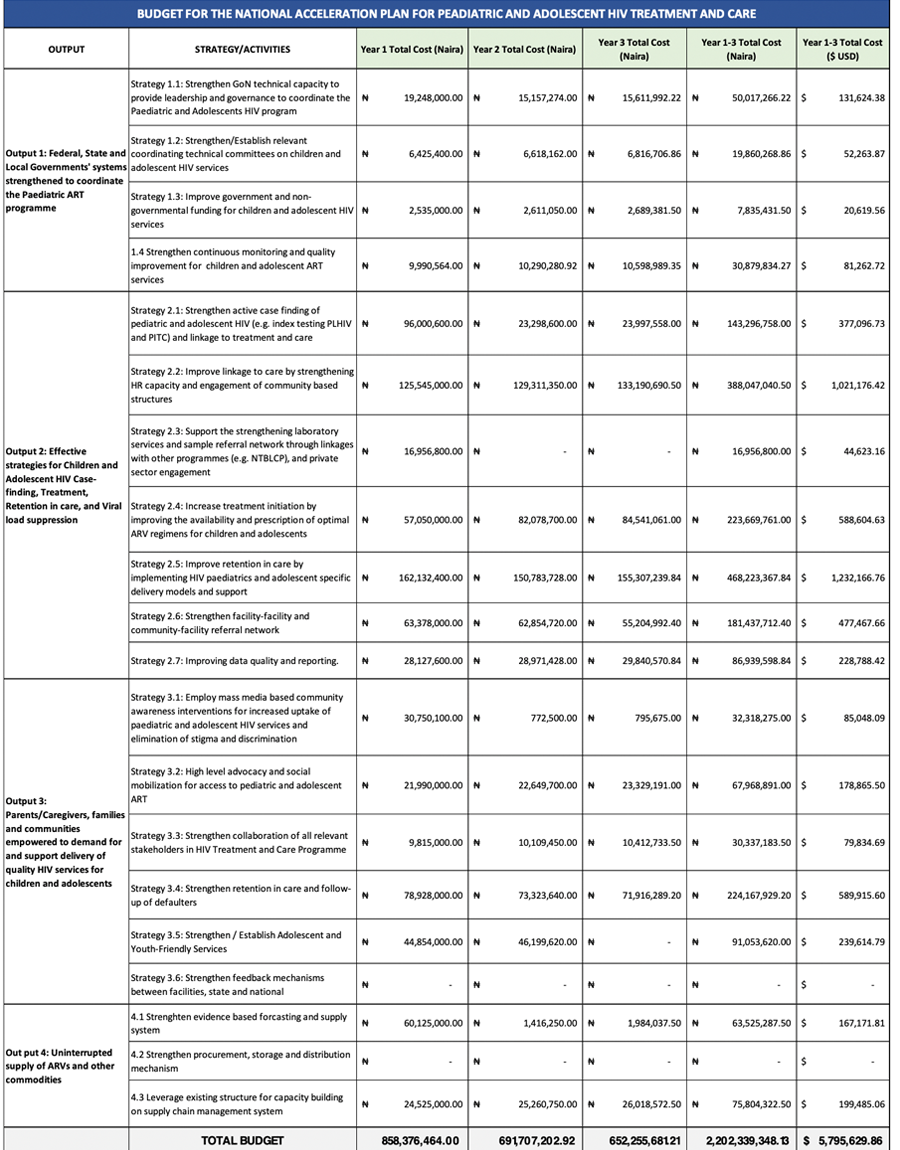 BUDGET FOR THE NATIONAL ACCELERATION PLAN FOR PEADIATRIC AND ADOLESCENT HIV TREATMENT AND CARE
OUTPUT STRATEGY/ACTIVITIES Year 1 Total Cost (Naira) Year 2 Total Cost (Naira) Year 3 Total Cost (Naira) Year 1-3 Total Cost (Naira) Year 1-3 Total Cost ($ USD)
Output 1: Federal, State and
Local Governments' systems
strengthened to coordinate
the Paediatric ART
programme
Strategy 1.1: Strengthen GoN technical capacity to
provide leadership and governance to coordinate the
Paediatric and Adolescents HIV program
₦ 19,248,000.00 ₦ 15,157,274.00 ₦ 15,611,992.22 ₦ 50,017,266.22 $ 131,624.38
Strategy 1.2: Strengthen/Establish relevant
coordinating technical committees on children and
adolescent HIV services
₦ 6,425,400.00 ₦ 6,618,162.00 ₦ 6,816,706.86 ₦ 19,860,268.86 $ 52,263.87
Strategy 1.3: Improve government and non-
governmental funding for children and adolescent HIV
services
₦ 2,535,000.00 ₦ 2,611,050.00 ₦ 2,689,381.50 ₦ 7,835,431.50 $ 20,619.56
1.4 Strengthen continuous monitoring and quality
improvement for children and adolescent ART
services
₦ 9,990,564.00 ₦ 10,290,280.92 ₦ 10,598,989.35 ₦ 30,879,834.27 $ 81,262.72
Output 2: Effective
strategies for Children and
Adolescent HIV Case-
finding, Treatment,
Retention in care, and Viral
load suppression
Strategy 2.1: Strengthen active case finding of
pediatric and adolescent HIV (e.g. index testing PLHIV
and PITC) and linkage to treatment and care
₦ 96,000,600.00 ₦ 23,298,600.00 ₦ 23,997,558.00 ₦ 143,296,758.00 $ 377,096.73
Strategy 2.2: Improve linkage to care by strengthening
HR capacity and engagement of community based
structures
₦ 125,545,000.00 ₦ 129,311,350.00 ₦ 133,190,690.50 ₦ 388,047,040.50 $ 1,021,176.42
Strategy 2.3: Support the strengthening laboratory
services and sample referral network through linkages
with other programmes (e.g. NTBLCP), and private
sector engagement
₦ 16,956,800.00 ₦ - ₦ - ₦ 16,956,800.00 $ 44,623.16
Strategy 2.4: Increase treatment initiation by
improving the availability and prescription of optimal
ARV regimens for children and adolescents
₦ 57,050,000.00 ₦ 82,078,700.00 ₦ 84,541,061.00 ₦ 223,669,761.00 $ 588,604.63
Strategy 2.5: Improve retention in care by
implementing HIV paediatrics and adolescent specific
delivery models and support
₦ 162,132,400.00 ₦ 150,783,728.00 ₦ 155,307,239.84 ₦ 468,223,367.84 $ 1,232,166.76
Strategy 2.6: Strengthen facility-facility and
community-facility referral network
₦ 63,378,000.00 ₦ 62,854,720.00 ₦ 55,204,992.40 ₦ 181,437,712.40 $ 477,467.66
Strategy 2.7: Improving data quality and reporting.
₦ 28,127,600.00 ₦ 28,971,428.00 ₦ 29,840,570.84 ₦ 86,939,598.84 $ 228,788.42
Output 3:
Parents/Caregivers, families
and communities
empowered to demand for
and support delivery of
quality HIV services for
children and adolescents
Strategy 3.1: Employ mass media based community
awareness interventions for increased uptake of
paediatric and adolescent HIV services and
elimination of stigma and discrimination
₦ 30,750,100.00 ₦ 772,500.00 ₦ 795,675.00 ₦ 32,318,275.00 $ 85,048.09
Strategy 3.2: High level advocacy and social
mobilization for access to pediatric and adolescent
ART
₦ 21,990,000.00 ₦ 22,649,700.00 ₦ 23,329,191.00 ₦ 67,968,891.00 $ 178,865.50
Strategy 3.3: Strengthen collaboration of all relevant
stakeholders in HIV Treatment and Care Programme
₦ 9,815,000.00 ₦ 10,109,450.00 ₦ 10,412,733.50 ₦ 30,337,183.50 $ 79,834.69
Strategy 3.4: Strengthen retention in care and follow-
up of defaulters
₦ 78,928,000.00 ₦ 73,323,640.00 ₦ 71,916,289.20 ₦ 224,167,929.20 $ 589,915.60
Strategy 3.5: Strengthen / Establish Adolescent and
Youth-Friendly Services
₦ 44,854,000.00 ₦ 46,199,620.00 ₦ - ₦ 91,053,620.00 $ 239,614.79
Strategy 3.6: Strengthen feedback mechanisms
between facilities, state and national
₦ - ₦ - ₦ - ₦ - $ -
Out put 4: Uninterrupted
supply of ARVs and other
commodities
4.1 Strenghten evidence based forcasting and supply
system
₦ 60,125,000.00 ₦ 1,416,250.00 ₦ 1,984,037.50 ₦ 63,525,287.50 $ 167,171.81
4.2 Strengthen procurement, storage and distribution
mechanism
₦ - ₦ - ₦ - ₦ - $ -
4.3 Leverage existing structure for capacity building
on supply chain management system
₦ 24,525,000.00 ₦ 25,260,750.00 ₦ 26,018,572.50 ₦ 75,804,322.50 $ 199,485.06
TOTAL BUDGET 858,376,464.00 691,707,202.92 652,255,681.21 2,202,339,348.13 $ 5,795,629.86